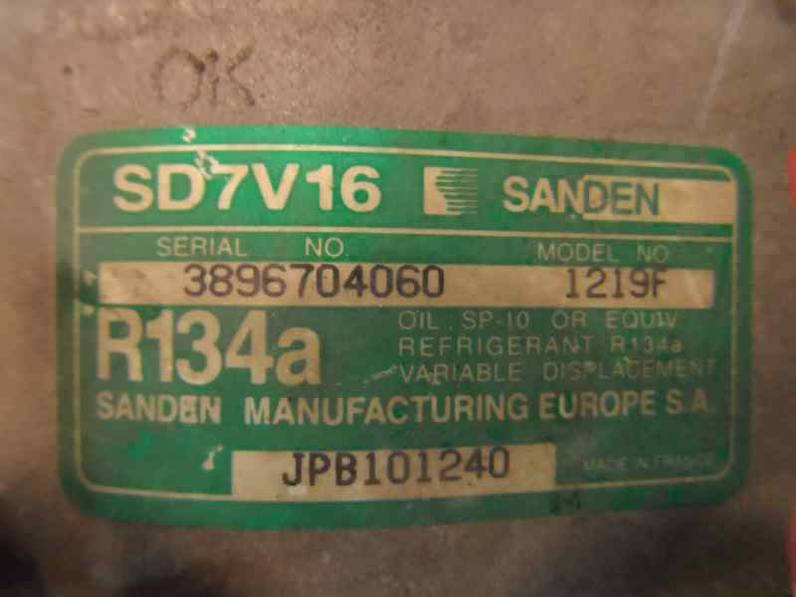 OK
SD7V16 SANDEN
SERIAL NO. MODEL NO
3896704060 1219F
R134a
OIL . SP-10 OR EQUIV
REFRIGERANT R134a
VARIABLE DISPLACEMENT
SANDEN MANUFACTURING EUROPE S.A.
JPB101240 MADE IN FRANCE